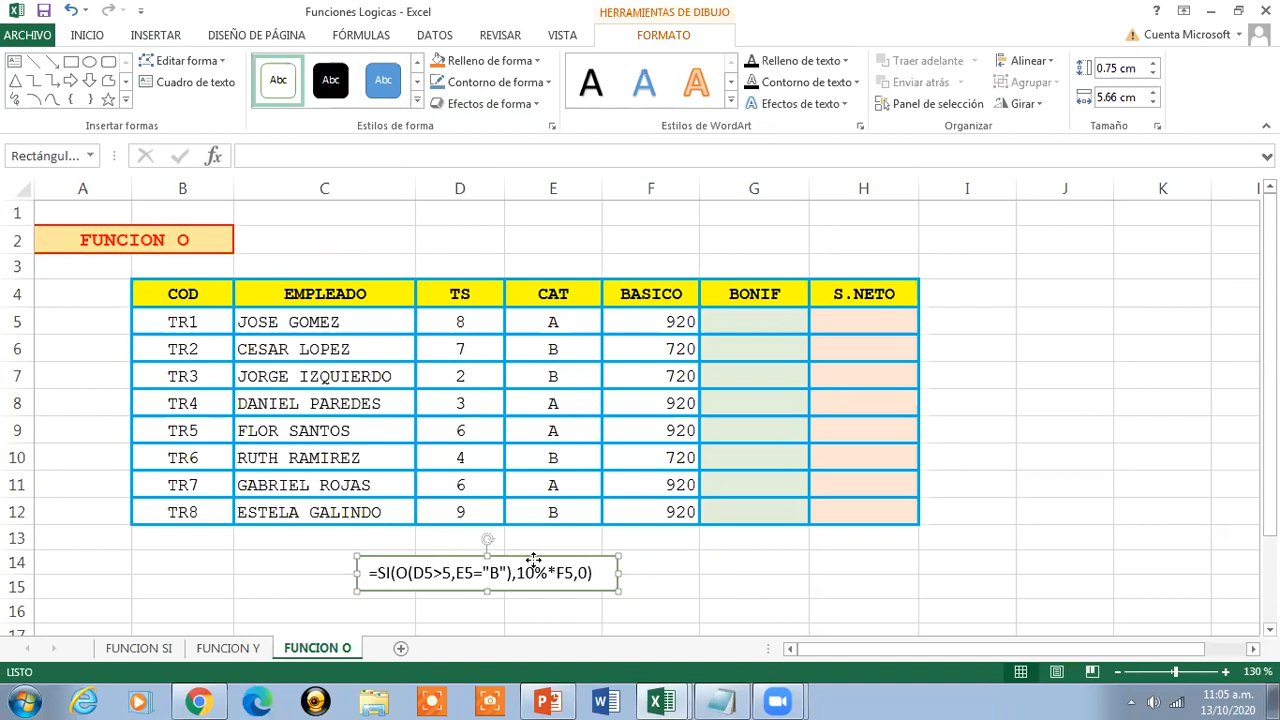 Funciones Logicas - Excel
HERRAMIENTAS DE DIBUJO
?
ARCHIVO INICIO INSERTAR DISEÑO DE PÁGINA FÓRMULAS DATOS REVISAR VISTA FORMATO Cuenta Microsoft
Editar forma
Cuadro de texto
Insertar formas
Abc Abc Abc
Relleno de forma
Contorno de forma
Efectos de forma
Estilos de forma
A A A
Relleno de texto
Contorno de texto
Efectos de texto
Estilos de WordArt
Traer adelante
Enviar atrás
Panel de selección
Alinear
Agrupar
Girar
Organizar
0.75 cm
5.66 cm
Tamaño
Rectángul... fx
A B C D E F G H I J K
1
2 FUNCION O
3
4 COD EMPLEADO TS CAT BASICO BONIF S.NETO
5 TR1 JOSE GOMEZ 8 A 920
6 TR2 CESAR LOPEZ 7 B 720
7 TR3 JORGE IZQUIERDO 2 B 720
8 TR4 DANIEL PAREDES 3 A 920
9 TR5 FLOR SANTOS 6 A 920
10 TR6 RUTH RAMIREZ 4 B 720
11 TR7 GABRIEL ROJAS 6 A 920
12 TR8 ESTELA GALINDO 9 B 920
13
14
=SI(O(D5>5,E5="B"),10%*F5,0)
15
16
17
FUNCION SI FUNCION Y FUNCION O
LISTO 130 %
11:05 a.m.
13/10/2020